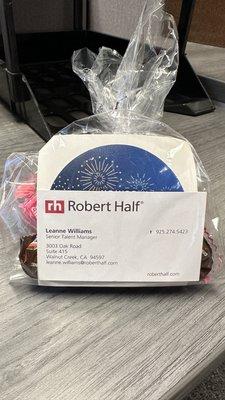 rh Robert Half®
Leanne Williams
Senior Talent Manager
3003 Oak Road
Suite 415
Walnut Creek, CA 94597
leanne.williams@roberthalf.com
925.274.5423
roberthalf.com